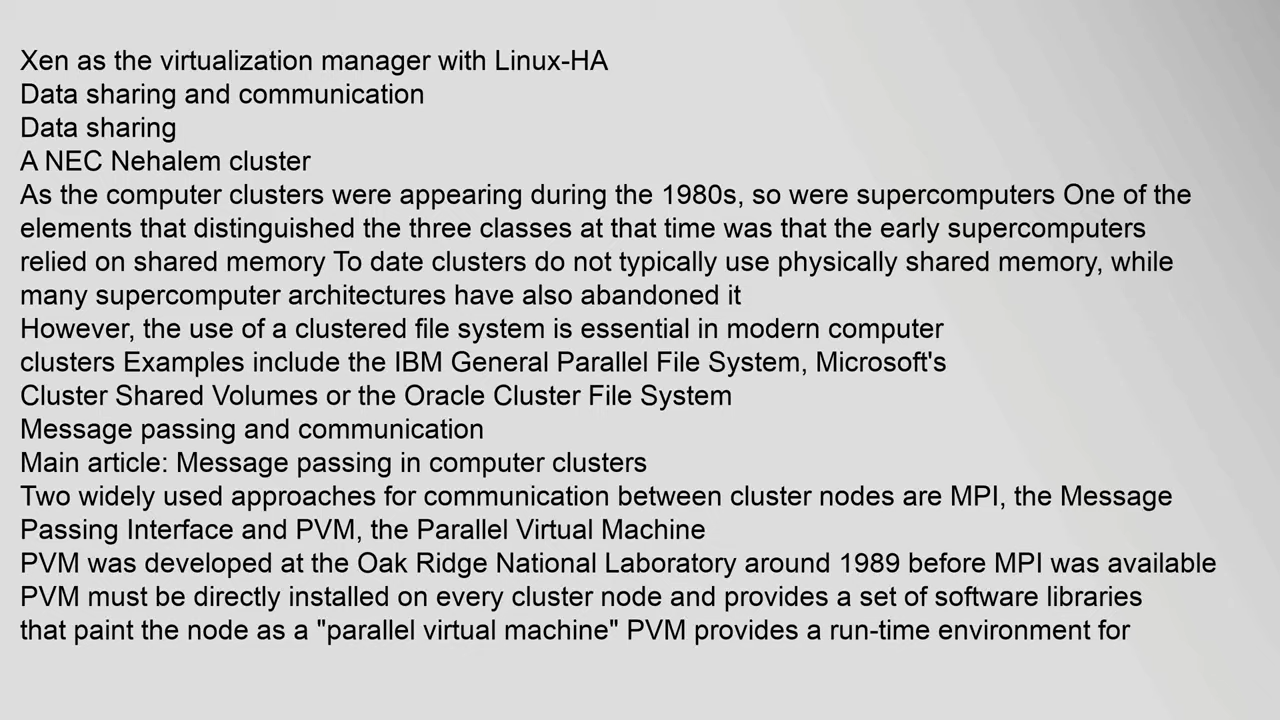 Xen as the virtualization manager with Linux-HA
Data sharing and communication
Data sharing
A NEC Nehalem cluster
As the computer clusters were appearing during the 1980s, so were supercomputers One of the
elements that distinguished the three classes at that time was that the early supercomputers
relied on shared memory To date clusters do not typically use physically shared memory, while
many supercomputer architectures have also abandoned it
However, the use of a clustered file system is essential in modern computer
clusters Examples include the IBM General Parallel File System, Microsoft's
Cluster Shared Volumes or the Oracle Cluster File System
Message passing and communication
Main article: Message passing in computer clusters
Two widely used approaches for communication between cluster nodes are MPI, the Message
Passing Interface and PVM, the Parallel Virtual Machine
PVM was developed at the Oak Ridge National Laboratory around 1989 before MPI was available
PVM must be directly installed on every cluster node and provides a set of software libraries
that paint the node as a "parallel virtual machine" PVM provides a run-time environment for